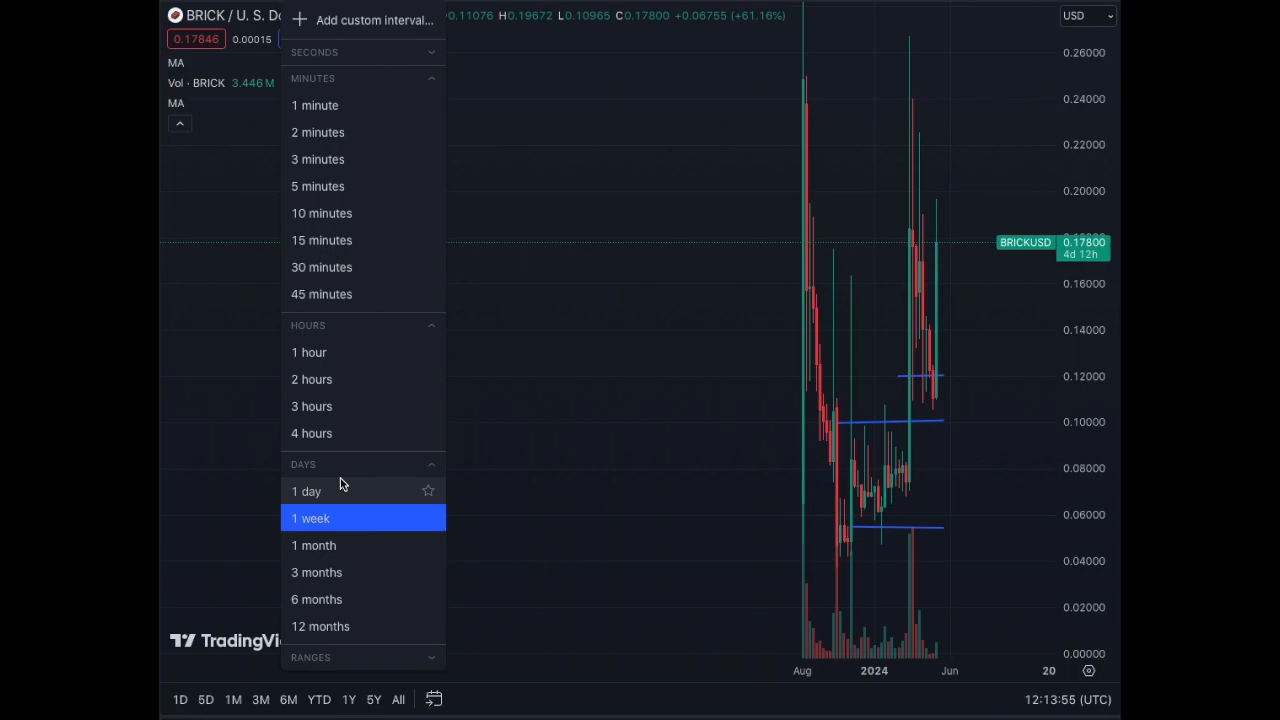 BRICK / U. S. Do
Add custom interval...
0.11076 H0.19672 L0.10965 C0.17800 +0.06755 (+61.16%)
USD
0.17846 0.00015
MA
Vol · BRICK 3.446 M
MA
SECONDS
MINUTES
1 minute
2 minutes
3 minutes
5 minutes
10 minutes
15 minutes
30 minutes
45 minutes
HOURS
1 hour
2 hours
3 hours
4 hours
DAYS
1 day
1 week
1 month
3 months
6 months
12 months
RANGES
0.26000
0.24000
0.22000
0.20000
BRICKUSD 0.17800
4d 12h
0.16000
0.14000
0.12000
0.10000
0.08000
0.06000
0.04000
0.02000
0.00000
TradingVi
Aug 2024 Jun 20
1D 5D 1M 3M 6M YTD 1Y 5Y All
12:13:55 (UTC)